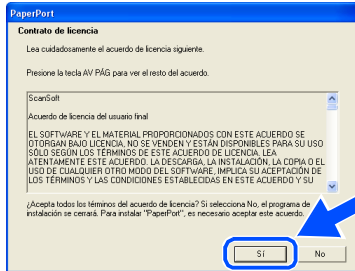 PaperPort
Contrato de licencia
Lea cuidadosamente el acuerdo de licencia siguiente.
Presione la tecla AV PÁG para ver el resto del acuerdo.
ScanSoft
Acuerdo de licencia del usuario final
EL SOFTWARE Y EL MATERIAL PROPORCIONADOS CON ESTE ACUERDO SE
OTORGAN BAJO LICENCIA, NO SE VENDEN Y ESTÁN DISPONIBLES PARA SU USO
SÓLO SEGÚN LOS TÉRMINOS DE ESTE ACUERDO DE LICENCIA. LEA
ATENTAMENTE ESTE ACUERDO. LA DESCARGA, LA INSTALACIÓN, LA COPIA O EL
USO DE CUALQUIER OTRO MODO DEL SOFTWARE, IMPLICA SU ACEPTACIÓN DE
LOS TÉRMINOS Y LAS CONDICIONES ESTABLECIDAS EN ESTE ACUERDO Y SU
¿Acepta todos los términos del acuerdo de licencia? Si selecciona No, el programa de
instalación se cerrará. Para instalar "PaperPort", es necesario aceptar este acuerdo.
Sí
No